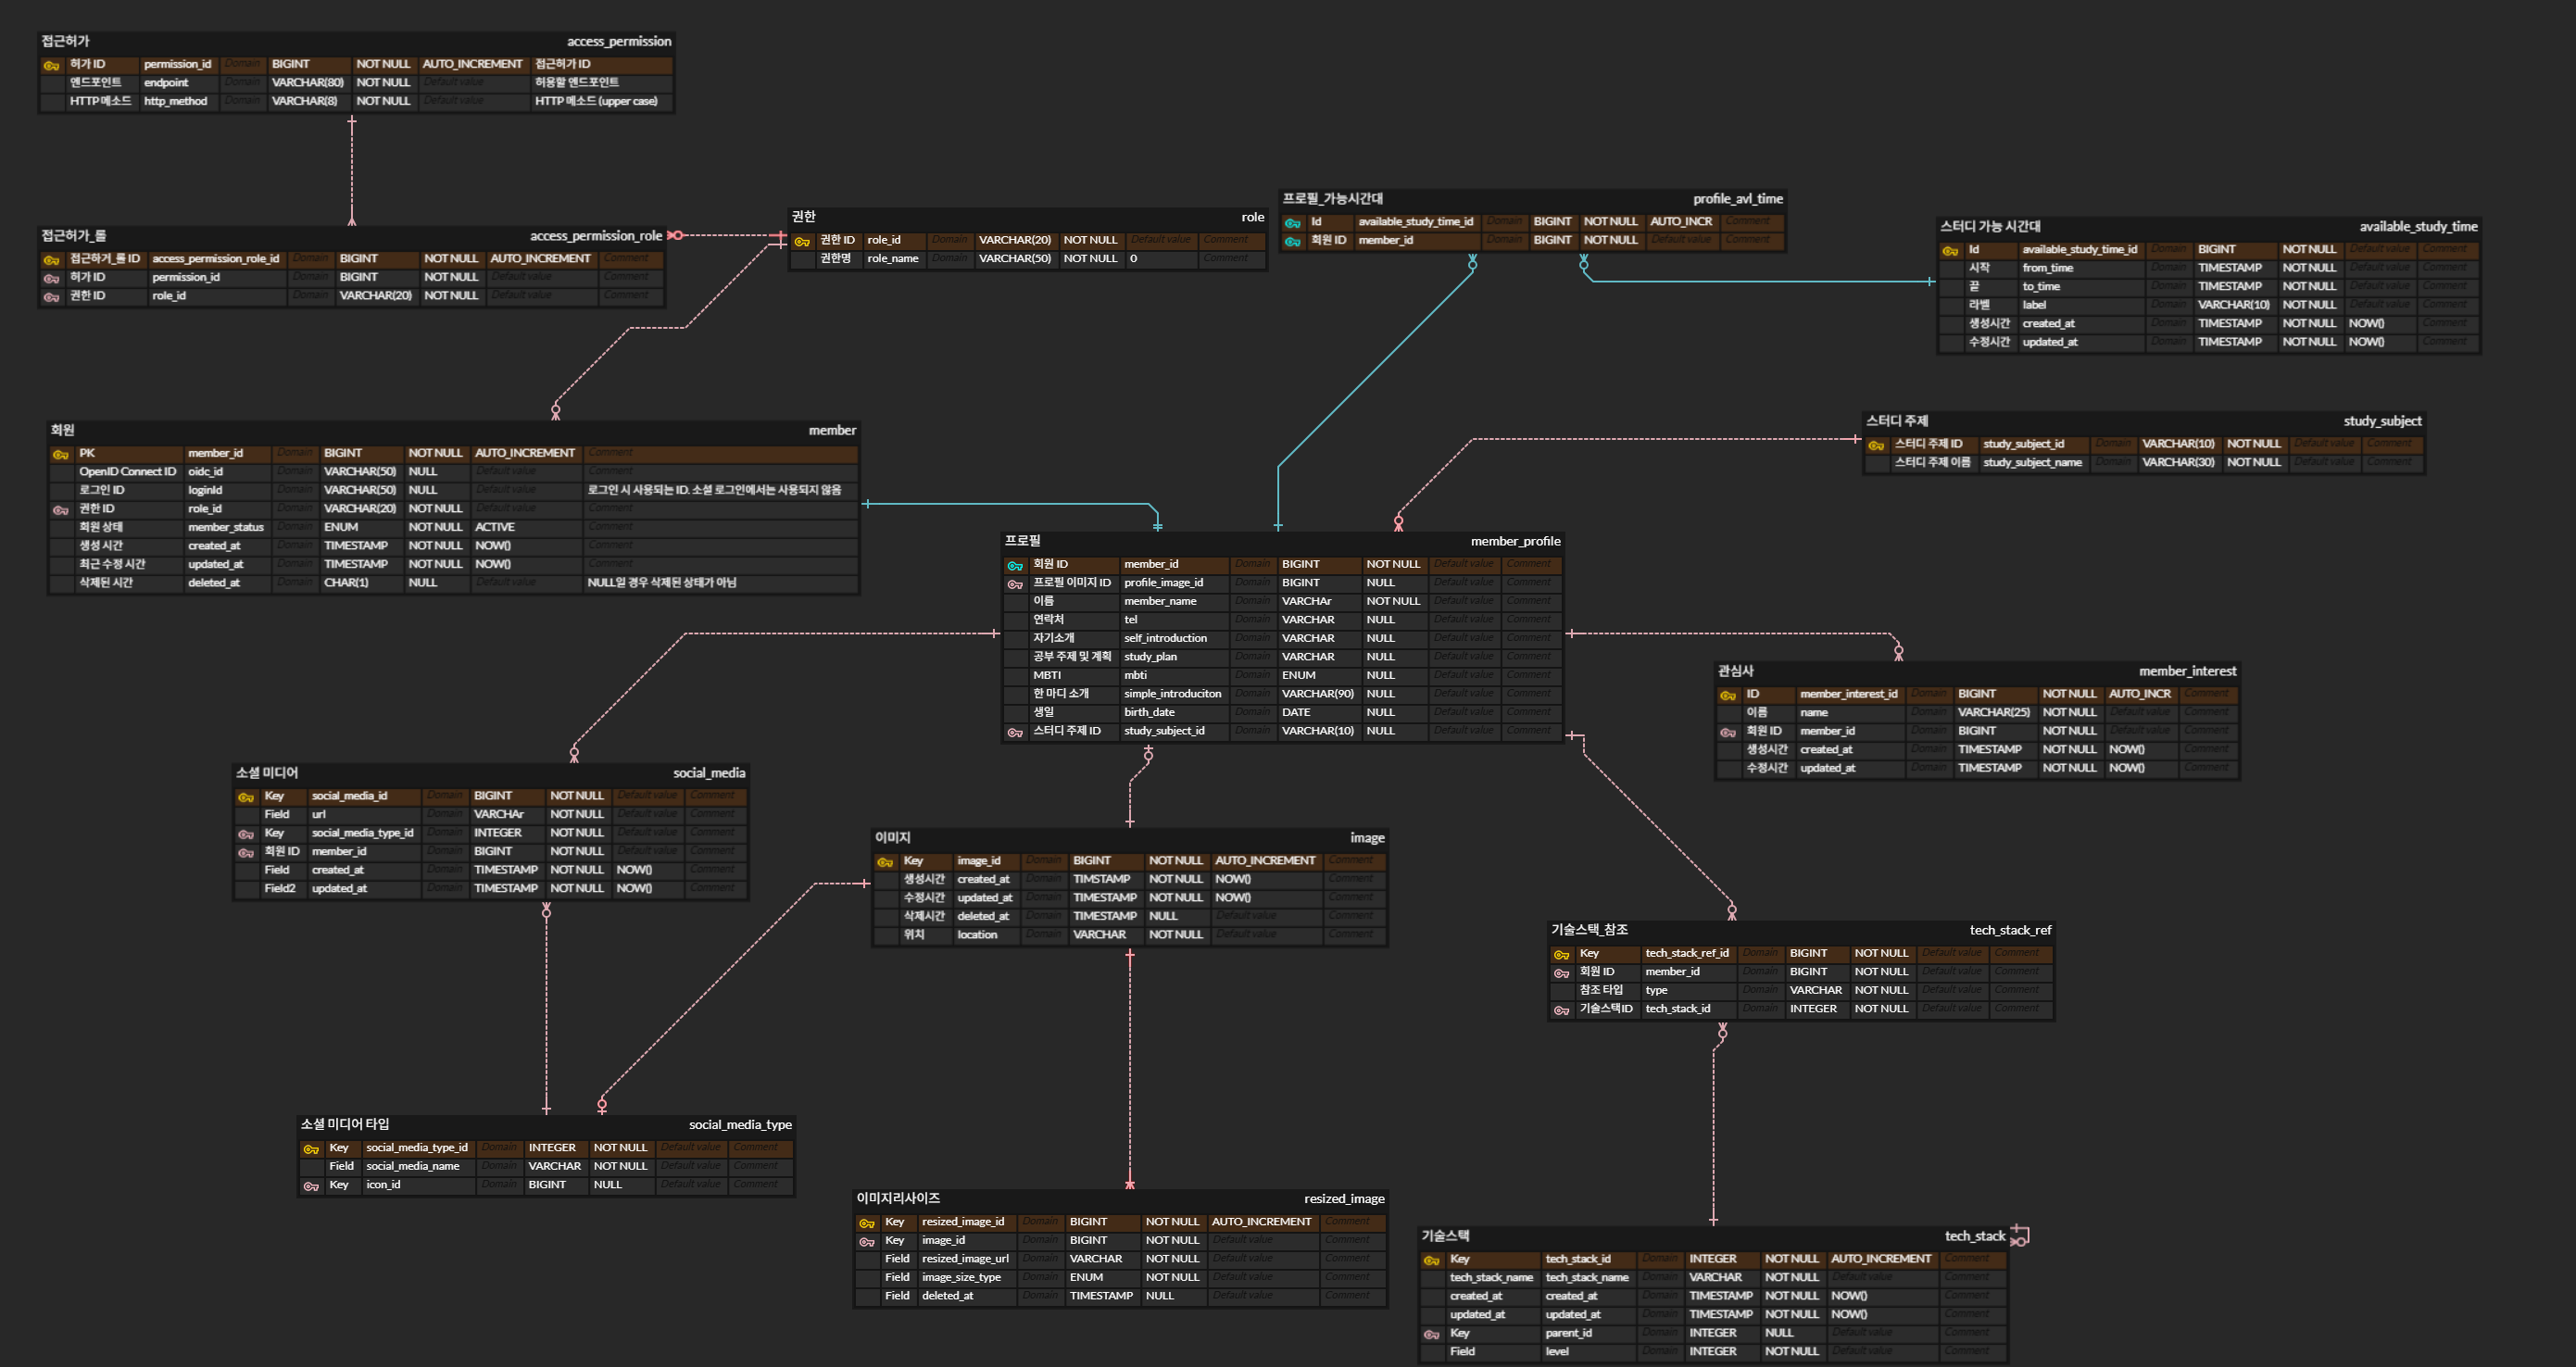 접근허가 access_permission
허가 ID permission_id Domain BIGINT NOT NULL AUTO_INCREMENT 접근허가 ID
엔드포인트 endpoint Domain VARCHAR(80) NOT NULL Default value 허용할 엔드포인트
HTTP 메소드 http_method Domain VARCHAR(8) NOT NULL Default value HTTP 메소드 (upper case)
접근허가_롤 access_permission_role
접근하거_롤 ID access_permission_role_id Domain BIGINT NOT NULL AUTO_INCREMENT Comment
허가 ID permission_id Domain BIGINT NOT NULL Default value Comment
권한 ID role_id Domain VARCHAR(20) NOT NULL Default value Comment
권한 role
권한 ID role_id Domain VARCHAR(20) NOT NULL Default value Comment
권한명 role_name Domain VARCHAR(50) NOT NULL 0 Comment
프로필_가능시간대 profile_avl_time
Id available_study_time_id Domain BIGINT NOT NULL AUTO_INCR Comment
회원 ID member_id Domain BIGINT NOT NULL Default value Comment
스터디 가능 시간대 available_study_time
Id available_study_time_id Domain BIGINT NOT NULL Default value Comment
시작 from_time Domain TIMESTAMP NOT NULL Default value Comment
끝 to_time Domain TIMESTAMP NOT NULL Default value Comment
라벨 label Domain VARCHAR(10) NOT NULL Default value Comment
생성시간 created_at Domain TIMESTAMP NOT NULL NOW() Comment
수정시간 updated_at Domain TIMESTAMP NOT NULL NOW() Comment
회원 member
PK member_id Domain BIGINT NOT NULL AUTO_INCREMENT Comment
OpenID Connect ID oidc_id Domain VARCHAR(50) NULL Default value Comment
로그인 ID loginId Domain VARCHAR(50) NULL Default value 로그인 시 사용되는 ID. 소셜 로그인에서는 사용되지 않음
권한 ID role_id Domain VARCHAR(20) NOT NULL Default value Comment
회원 상태 member_status Domain ENUM NOT NULL ACTIVE Comment
생성 시간 created_at Domain TIMESTAMP NOT NULL NOW() Comment
최근 수정 시간 updated_at Domain TIMESTAMP NOT NULL NOW() Comment
삭제된 시간 deleted_at Domain CHAR(1) NULL Default value NULL일 경우 삭제된 상태가 아님
스터디 주제 study_subject
스터디 주제 ID study_subject_id Domain VARCHAR(10) NOT NULL Default value Comment
스터디 주제 이름 study_subject_name Domain VARCHAR(30) NOT NULL Default value Comment
프로필 member_profile
회원 ID member_id Domain BIGINT NOT NULL Default value Comment
프로필 이미지 ID profile_image_id Domain BIGINT NULL Default value Comment
이름 member_name Domain VARCHAr NOT NULL Default value Comment
연락처 tel Domain VARCHAR NULL Default value Comment
자기소개 self_introduction Domain VARCHAR NULL Default value Comment
공부 주제 및 계획 study_plan Domain VARCHAR NULL Default value Comment
MBTI mbti Domain ENUM NULL Default value Comment
한 마디 소개 simple_introduciton Domain VARCHAR(90) NULL Default value Comment
생일 birth_date Domain DATE NULL Default value Comment
스터디 주제 ID study_subject_id Domain VARCHAR(10) NULL Default value Comment
관심사 member_interest
ID member_interest_id Domain BIGINT NOT NULL AUTO_INCR Comment
이름 name Domain VARCHAR(25) NOT NULL Default value Comment
회원 ID member_id Domain BIGINT NOT NULL Default value Comment
생성시간 created_at Domain TIMESTAMP NOT NULL NOW() Comment
수정시간 updated_at Domain TIMESTAMP NOT NULL NOW() Comment
소셜 미디어 social_media
Key social_media_id Domain BIGINT NOT NULL Default value Comment
Field url Domain VARCHAr NOT NULL Default value Comment
Key social_media_type_id Domain INTEGER NOT NULL Default value Comment
회원 ID member_id Domain BIGINT NOT NULL Default value Comment
Field created_at Domain TIMESTAMP NOT NULL NOW() Comment
Field2 updated_at Domain TIMESTAMP NOT NULL NOW() Comment
이미지 image
Key image_id Domain BIGINT NOT NULL AUTO_INCREMENT Comment
생성시간 created_at Domain TIMSTAMP NOT NULL NOW() Comment
수정시간 updated_at Domain TIMESTAMP NOT NULL NOW() Comment
삭제시간 deleted_at Domain TIMESTAMP NULL Default value Comment
위치 location Domain VARCHAR NOT NULL Default value Comment
기술스택_참조 tech_stack_ref
Key tech_stack_ref_id Domain BIGINT NOT NULL Default value Comment
회원 ID member_id Domain BIGINT NOT NULL Default value Comment
참조 타입 type Domain VARCHAR NOT NULL Default value Comment
기술스택ID tech_stack_id Domain INTEGER NOT NULL Default value Comment
소셜 미디어 타입 social_media_type
Key social_media_type_id Domain INTEGER NOT NULL Default value Comment
Field social_media_name Domain VARCHAR NOT NULL Default value Comment
Key icon_id Domain BIGINT NULL Default value Comment
이미지리사이즈 resized_image
Key resized_image_id Domain BIGINT NOT NULL AUTO_INCREMENT Comment
Key image_id Domain BIGINT NOT NULL Default value Comment
Field resized_image_url Domain VARCHAR NOT NULL Default value Comment
Field image_size_type Domain ENUM NOT NULL Default value Comment
Field deleted_at Domain TIMESTAMP NULL Default value Comment
기술스택 tech_stack
Key tech_stack_id Domain INTEGER NOT NULL AUTO_INCREMENT Comment
tech_stack_name tech_stack_name Domain VARCHAR NOT NULL Default value Comment
created_at created_at Domain TIMESTAMP NOT NULL NOW() Comment
updated_at updated_at Domain TIMESTAMP NOT NULL NOW() Comment
Key parent_id Domain INTEGER NULL Default value Comment
Field level Domain INTEGER NOT NULL Default value Comment